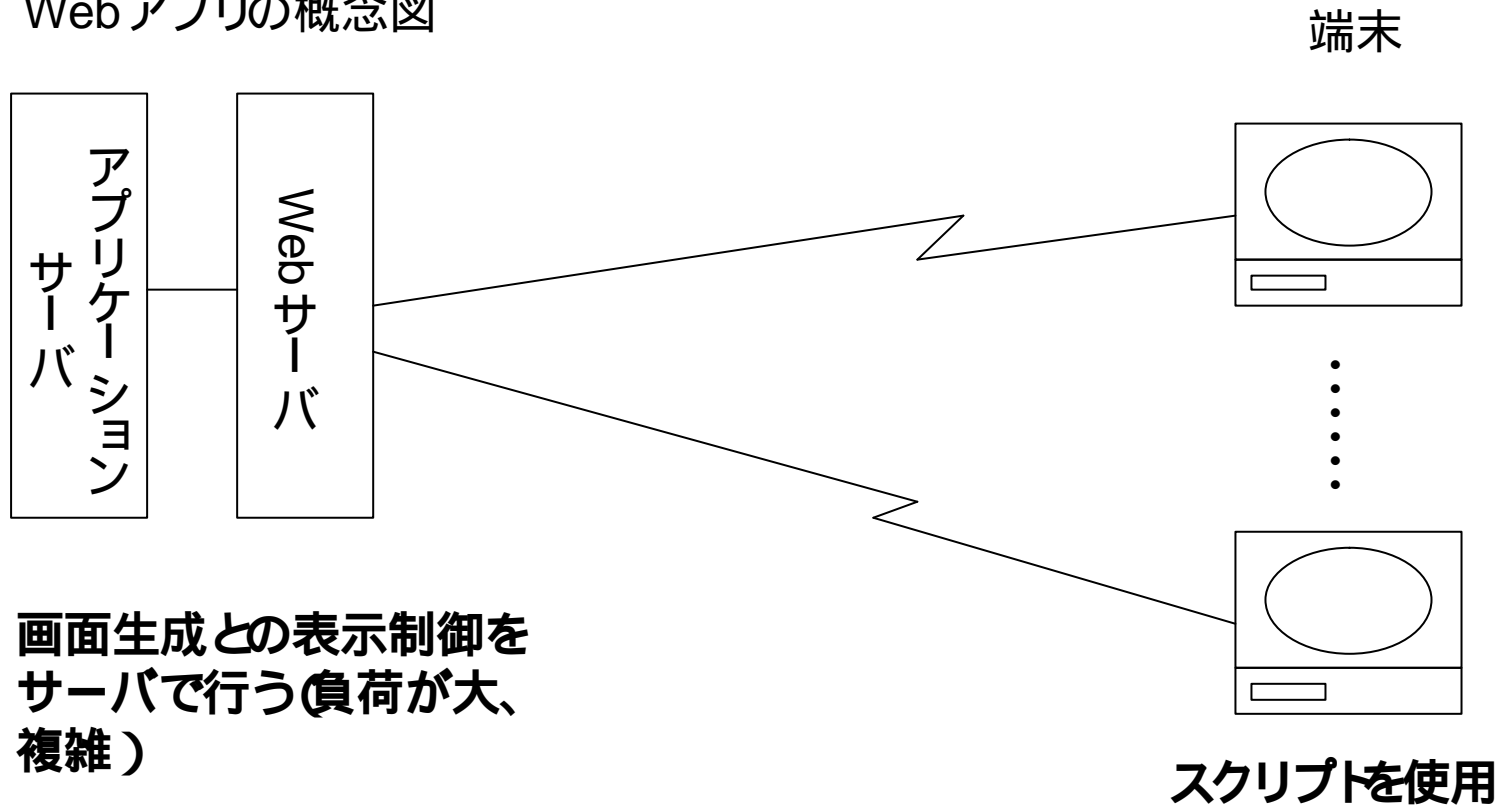 Webアプリの概念図
端末
アプリケーション
サーバ
Webサーバ
画面生成との表示制御を
サーバで行う(負荷が大、
複雑)
スクリプトを使用